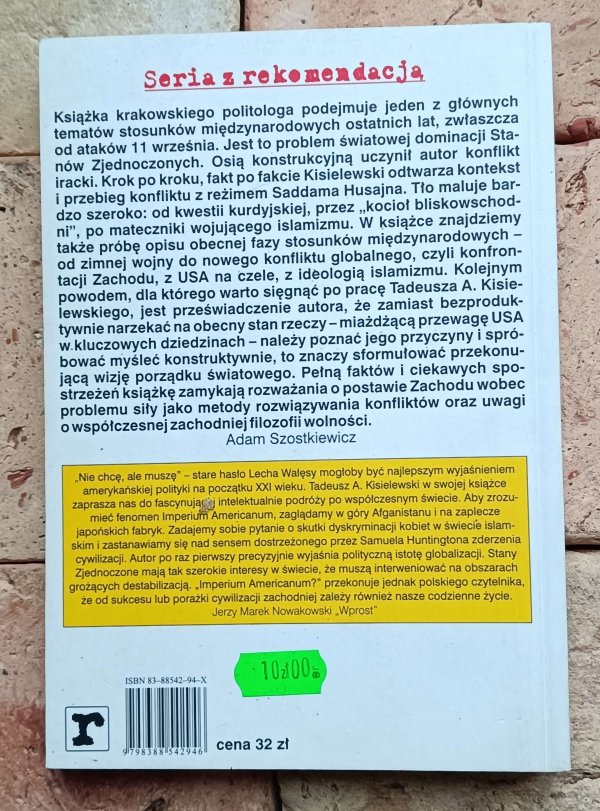 Seria z rekomendacją
Książka krakowskiego politologa podejmuje jeden z głównych
tematów stosunków międzynarodowych ostatnich lat, zwłaszcza
od ataków 11 września. Jest to problem światowej dominacji Sta-
nów Zjednoczonych. Osią konstrukcyjną uczynił autor konflikt
iracki. Krok po kroku, fakt po fakcie Kisielewski odtwarza kontekst
i przebieg konfliktu z reżimem Saddama Husajna. Tło maluje bar-
dzo szeroko: od kwestii kurdyjskiej, przez „kocioł bliskowschod-
ni”, po mateczniki wojującego islamizmu. W książce znajdziemy
także próbę opisu obecnej fazy stosunków międzynarodowych –
od zimnej wojny do nowego konfliktu globalnego, czyli konfron-
tacji Zachodu, z USA na czele, z ideologią islamizmu. Kolejnym
powodem, dla którego warto sięgnąć po pracę Tadeusza A. Kisie-
lewskiego, jest przeświadczenie autora, że zamiast bezproduk-
tywnie narzekać na obecny stan rzeczy – miażdżącą przewagę USA
w kluczowych dziedzinach – należy poznać jego przyczyny i spró-
bować myśleć konstruktywnie, to znaczy sformułować przekonu-
jącą wizję porządku światowego. Pełną faktów i ciekawych spo-
strzeżeń książkę zamykają rozważania o postawie Zachodu wobec
problemu siły jako metody rozwiązywania konfliktów oraz uwagi
o współczesnej zachodniej filozofii wolności.
Adam Szostkiewicz
„Nie chcę, ale muszę” – stare hasło Lecha Wałęsy mogłoby być najlepszym wyjaśnieniem
amerykańskiej polityki na początku XXI wieku. Tadeusz A. Kisielewski w swojej książce
zaprasza nas do fascynującej intelektualnie podróży po współczesnym świecie. Aby zrozu-
mieć fenomen Imperium Americanum, zaglądamy w góry Afganistanu i na zaplecze
japońskich fabryk. Zadajemy sobie pytanie o skutki dyskryminacji kobiet w świecie islam-
skim i zastanawiamy się nad sensem dostrzeżonego przez Samuela Huntingtona zderzenia
cywilizacji. Autor po raz pierwszy precyzyjnie wyjaśnia polityczną istotę globalizacji. Stany
Zjednoczone mają tak szerokie interesy w świecie, że muszą interweniować na obszarach
grożących destabilizacją. „Imperium Americanum?” przekonuje jednak polskiego czytelnika,
że od sukcesu lub porażki cywilizacji zachodniej zależy również nasze codzienne życie.
Jerzy Marek Nowakowski „Wprost”
10zł00gr
ISBN 83–88542–94–X
r
9 798388 542946
cena 32 zł